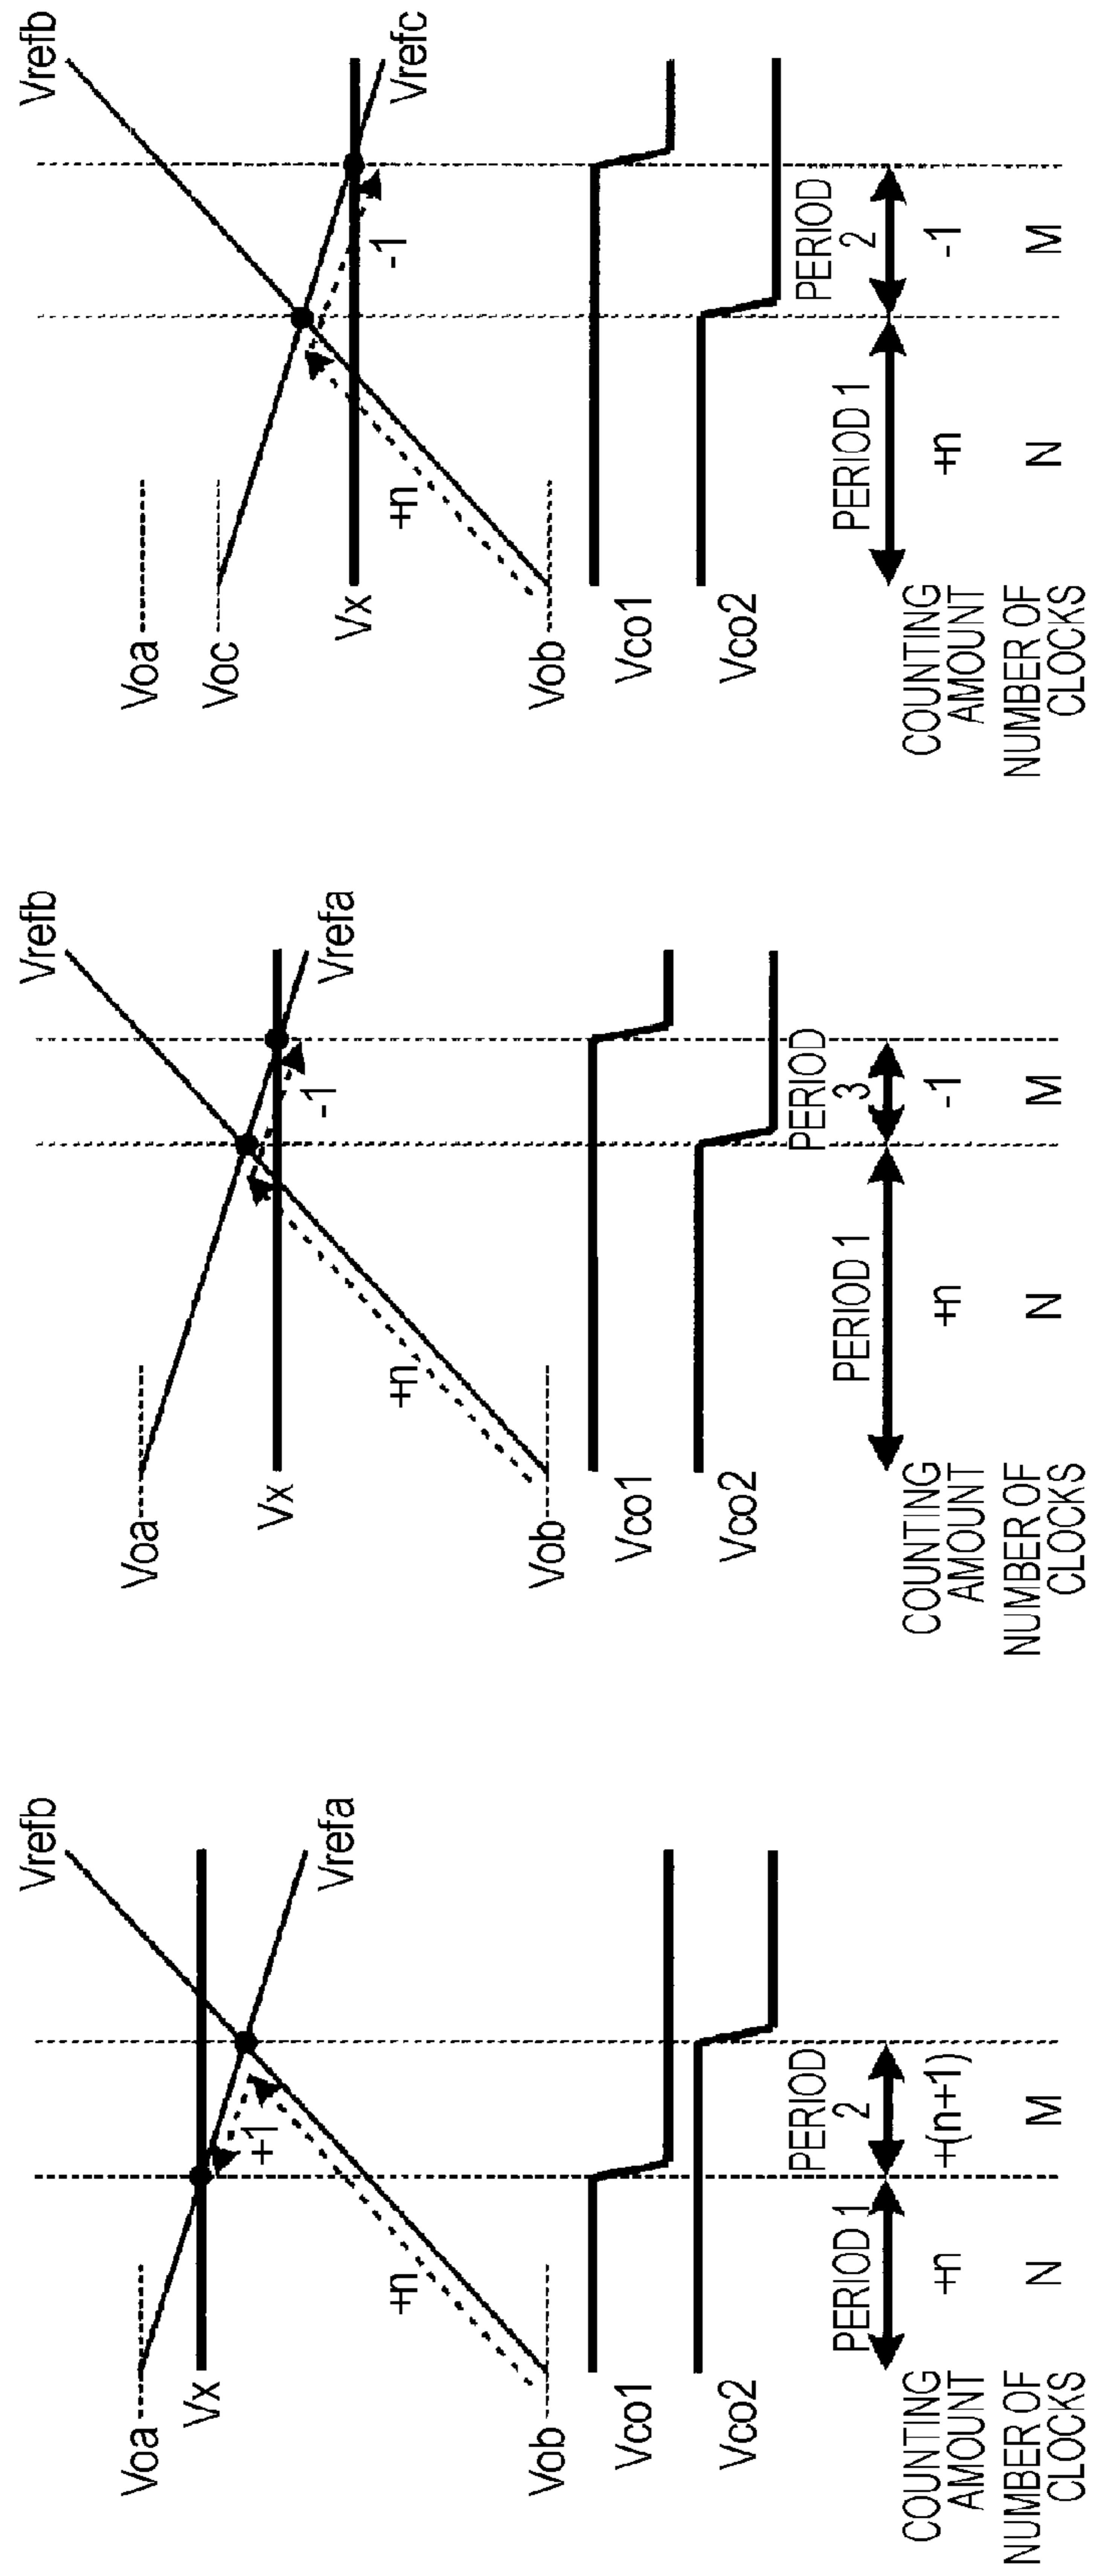 Voa
Vx
Vrefb
Vrefa
+1
+n
Vob
Vco1
Vco2
PERIOD 1
PERIOD
2
COUNTING
AMOUNT
+n
+(n+1)
NUMBER OF
CLOCKS
N
M
Voa
Vx
Vrefb
Vrefa
-1
+n
Vob
Vco1
Vco2
PERIOD 1
PERIOD
3
COUNTING
AMOUNT
+n
-1
NUMBER OF
CLOCKS
N
M
Voa
Voc
Vx
Vrefb
Vrefc
-1
+n
Vob
Vco1
Vco2
PERIOD 1
PERIOD
2
COUNTING
AMOUNT
+n
-1
NUMBER OF
CLOCKS
N
M